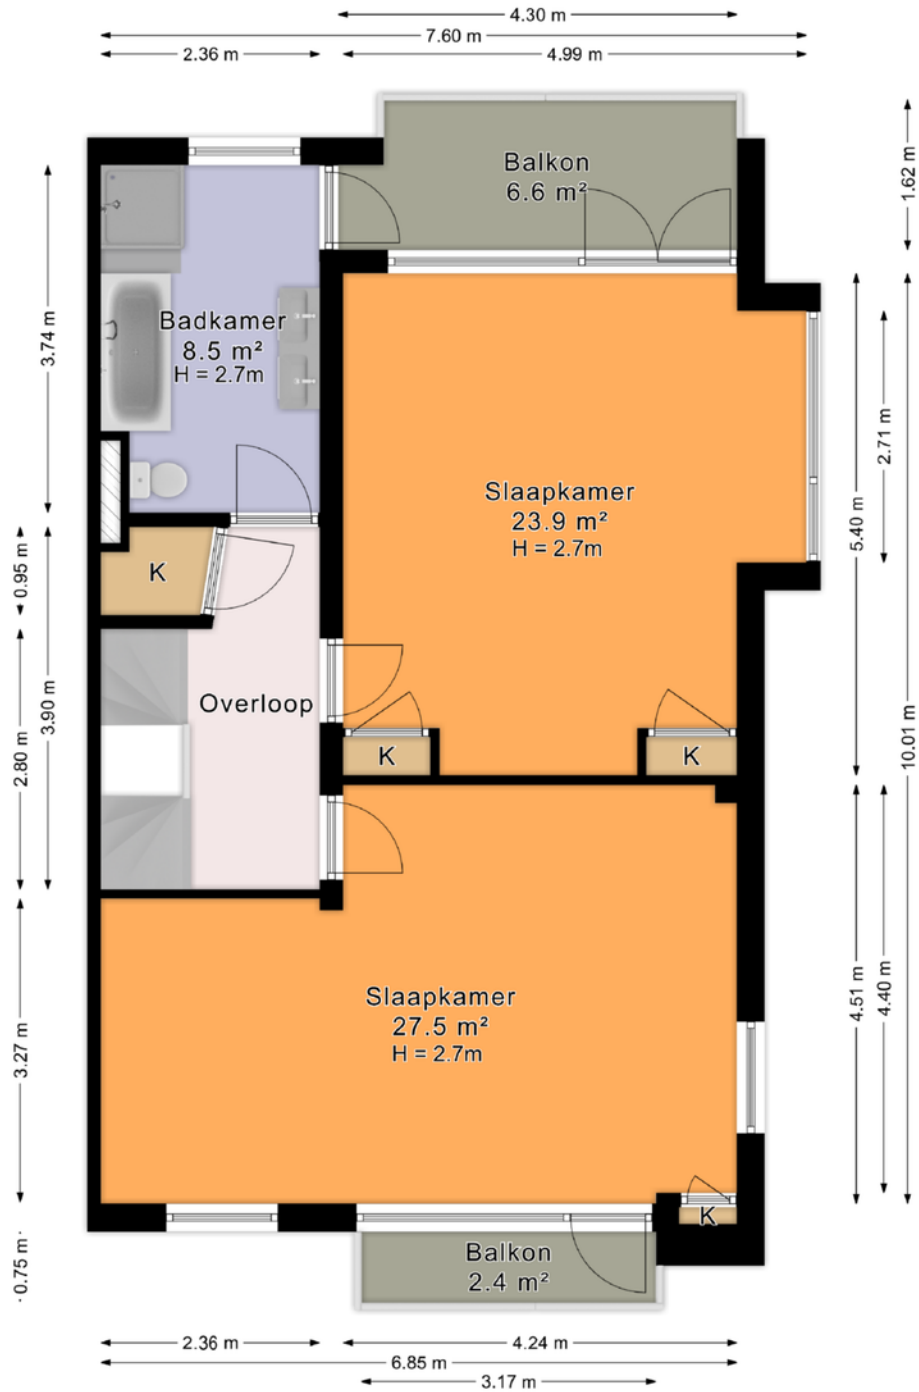 4.30 m
7.60 m
2.36 m
4.99 m
Balkon
6.6 m²
1.62 m
Badkamer
8.5 m²
H = 2.7m
3.74 m
Slaapkamer
23.9 m²
H = 2.7m
2.71 m
5.40 m
K
0.95 m
Overloop
3.90 m
2.80 m
K
K
10.01 m
Slaapkamer
27.5 m²
H = 2.7m
4.51 m
4.40 m
3.27 m
K
Balkon
2.4 m²
0.75 m
2.36 m
4.24 m
6.85 m
3.17 m